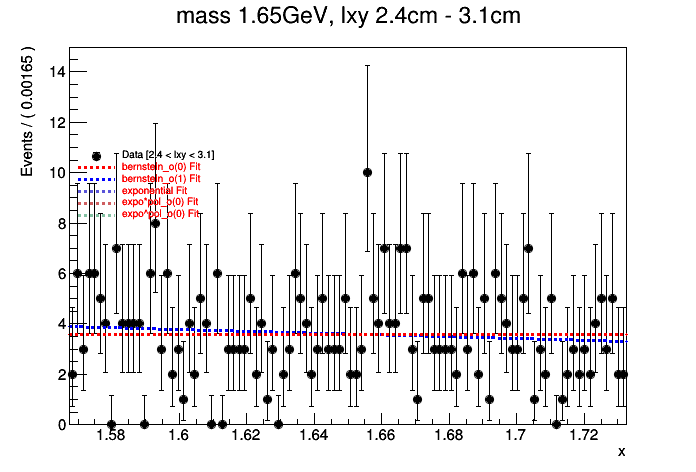 mass 1.65GeV, lxy 2.4cm - 3.1cm
Events / ( 0.00165 )
14
12
10
8
6
4
2
0
Data [2.4 < lxy < 3.1]
bernstein_o(0) Fit
bernstein_o(1) Fit
exponential Fit
expo*pol_o(0) Fit
expo*pol_o(0) Fit
1.58 1.6 1.62 1.64 1.66 1.68 1.7 1.72
x